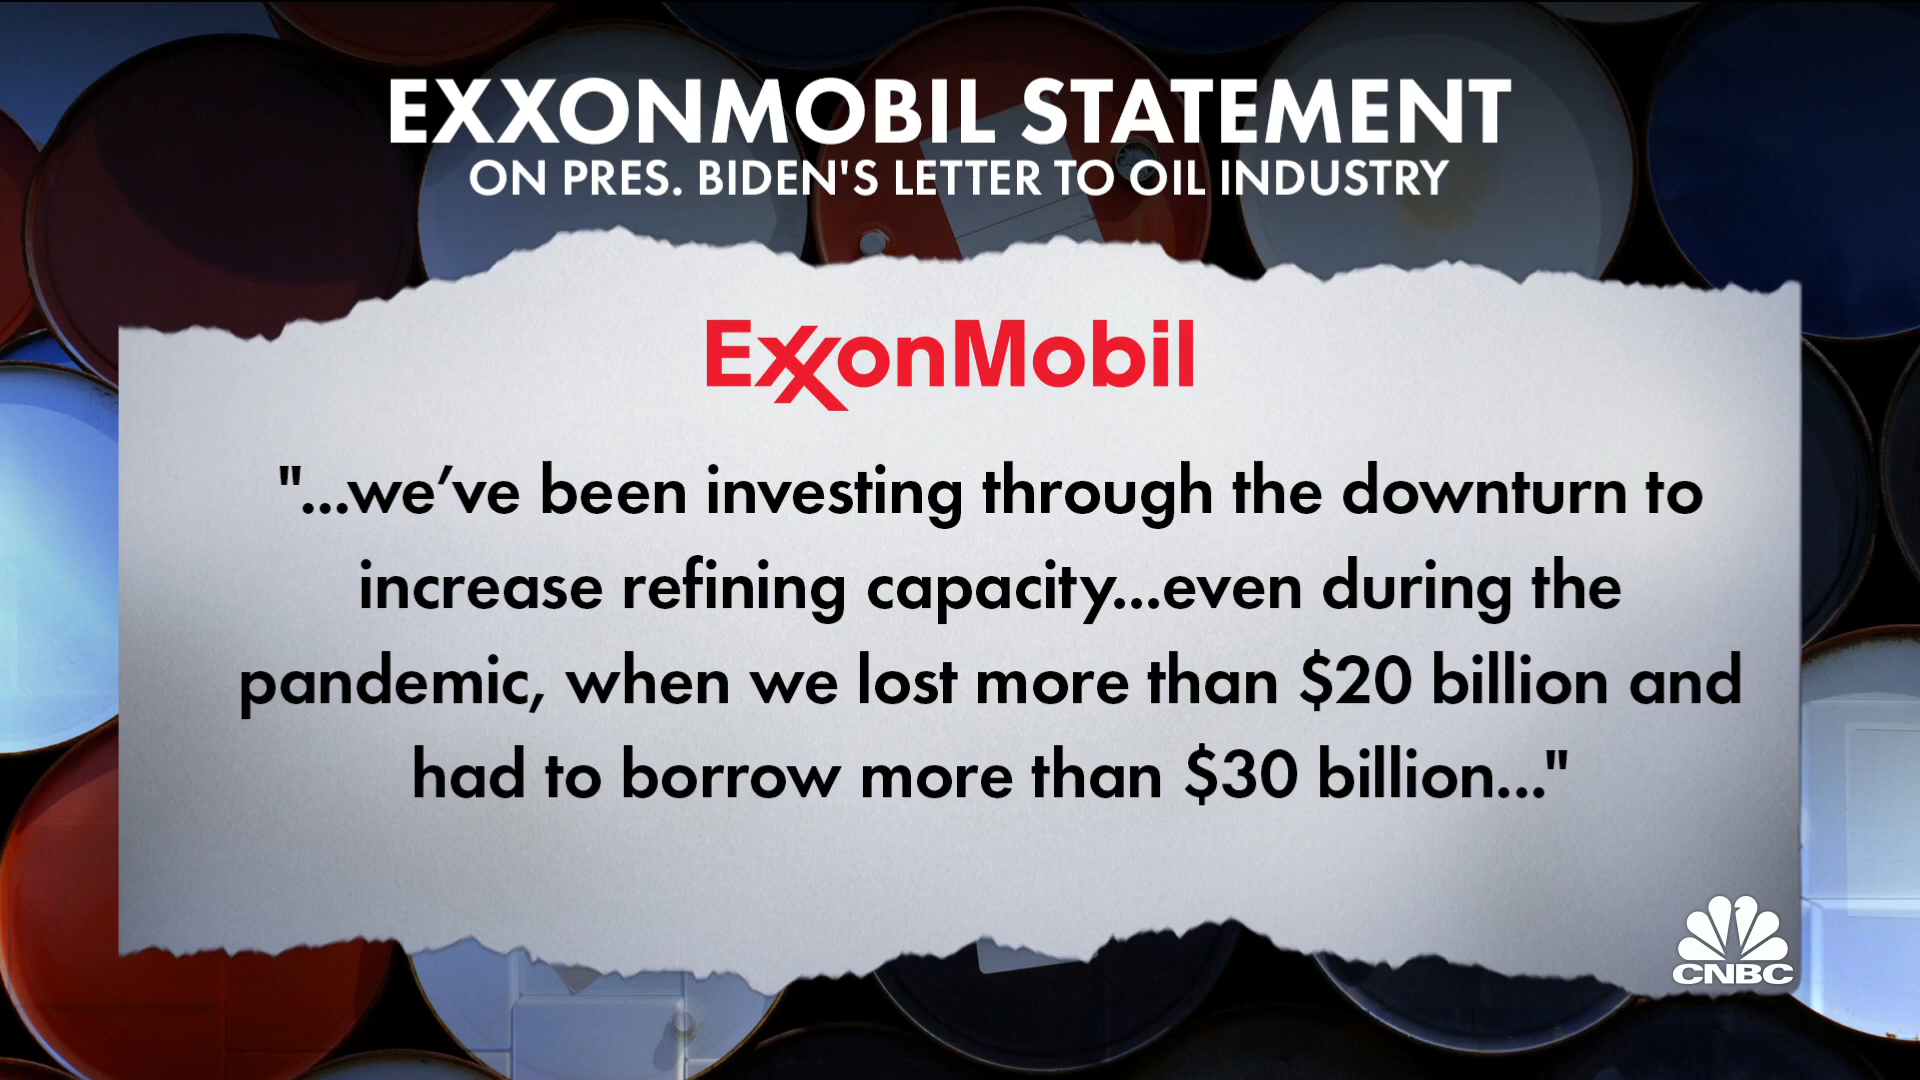 EXXONMOBIL STATEMENT
ON PRES. BIDEN'S LETTER TO OIL INDUSTRY
ExxonMobil
"...we’ve been investing through the downturn to
increase refining capacity...even during the
pandemic, when we lost more than $20 billion and
had to borrow more than $30 billion..."
CNBC